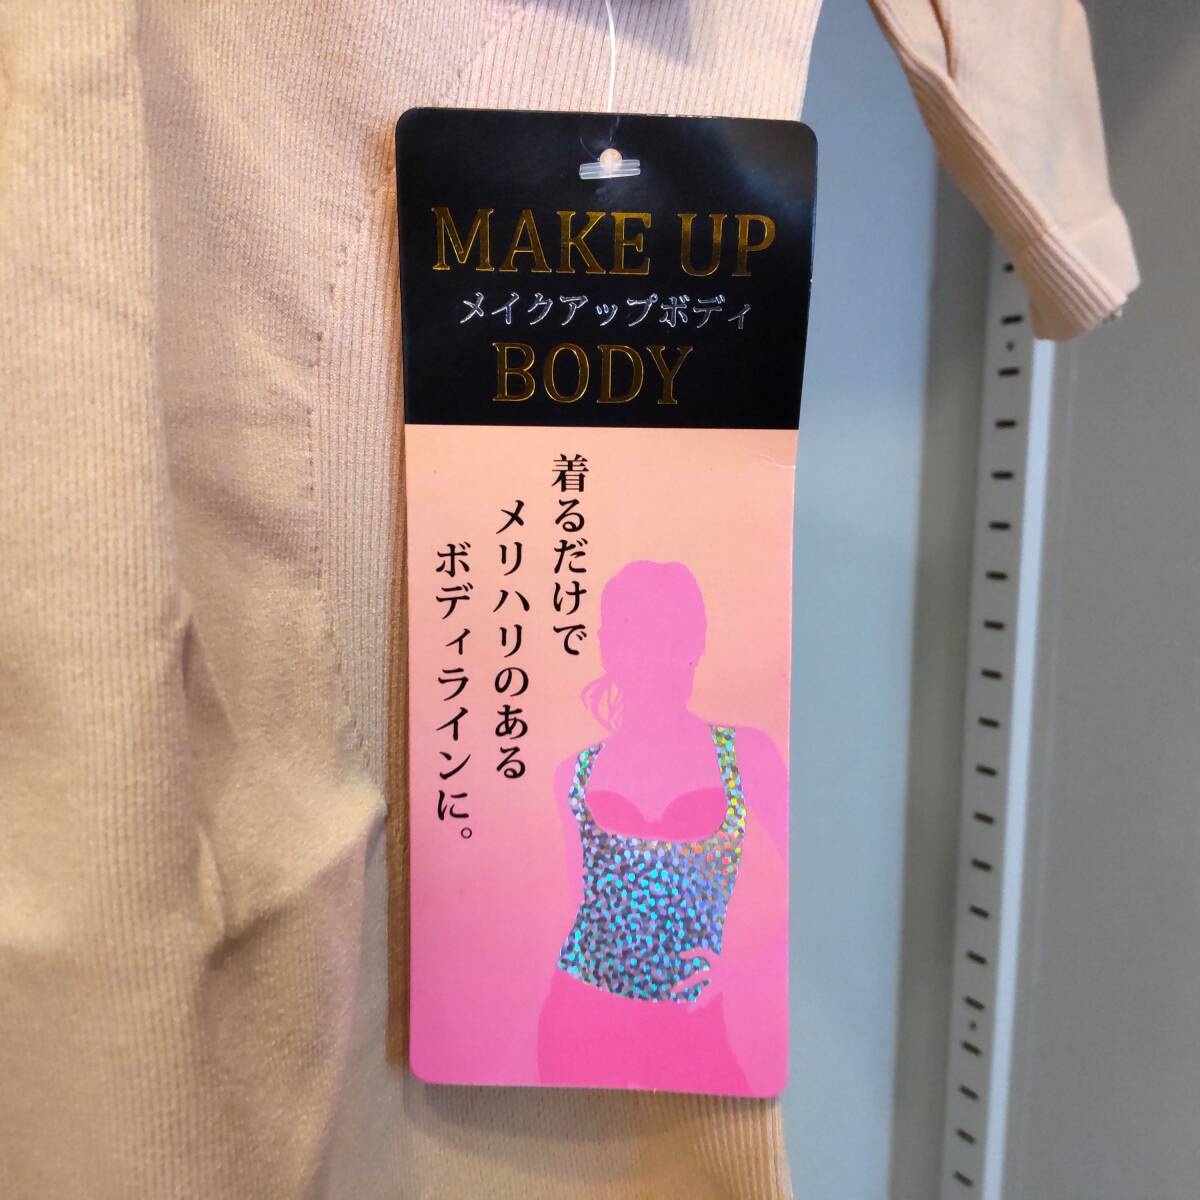 MAKE UP
メイクアップボディ
BODY
着るだけで
メリハリのある
ボディラインに。